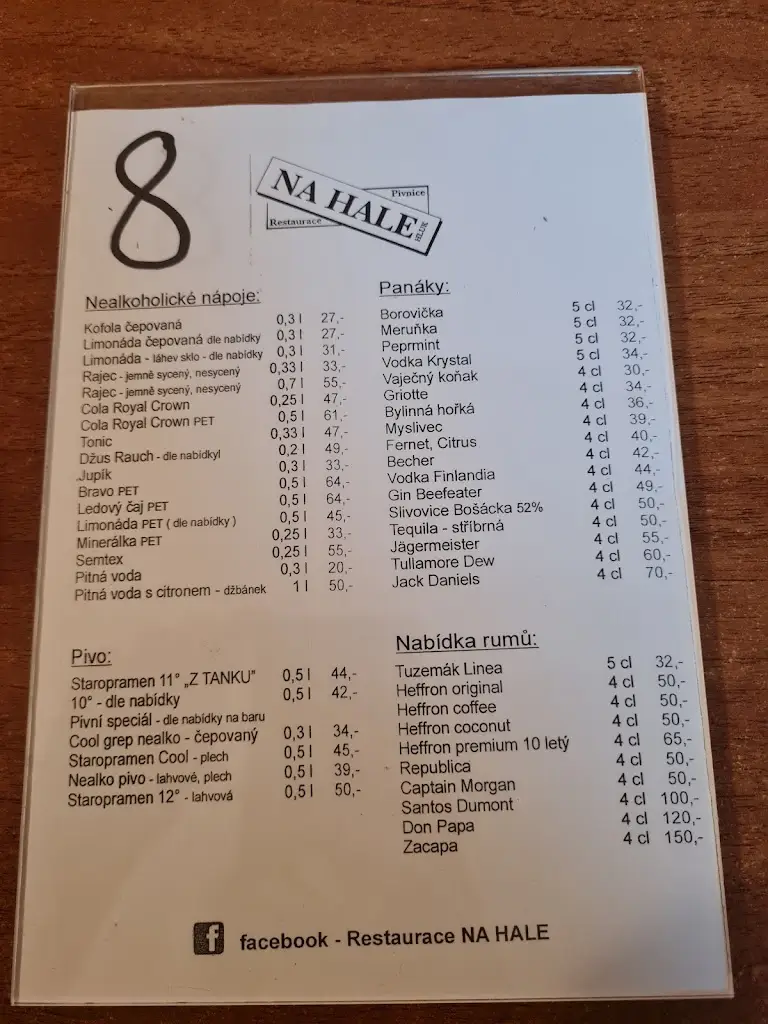 8
NA HALE
Pivnice
Restaurace
HLUK
Nealkoholické nápoje:
Kofola čepovaná 0,3 l 27,-
Limonáda čepovaná dle nabídky 0,3 l 27,-
Limonáda - láhev sklo - dle nabídky 0,3 l 31,-
Rajec - jemně sycený, nesycený 0,33 l 33,-
Rajec - jemně sycený, nesycený 0,7 l 55,-
Cola Royal Crown 0,25 l 47,-
Cola Royal Crown PET 0,5 l 61,-
Tonic 0,33 l 47,-
Džus Rauch - dle nabídkyl 0,2 l 49,-
Jupík 0,3 l 33,-
Bravo PET 0,5 l 64,-
Ledový čaj PET 0,5 l 64,-
Limonáda PET ( dle nabídky ) 0,5 l 45,-
Minerálka PET 0,25 l 33,-
Semtex 0,25 l 55,-
Pitná voda 0,3 l 20,-
Pitná voda s citronem - džbánek 1 l 50,-
Pivo:
Staropramen 11° „Z TANKU" 0,5 l 44,-
10° - dle nabídky 0,5 l 42,-
Pivní speciál - dle nabídky na baru
Cool grep nealko - čepovaný 0,3 l 34,-
Staropramen Cool - plech 0,5 l 45,-
Nealko pivo - lahvové, plech 0,5 l 39,-
Staropramen 12° - lahvová 0,5 l 50,-
Panáky:
Borovička 5 cl 32,-
Meruňka 5 cl 32,-
Peprmint 5 cl 32,-
Vodka Krystal 5 cl 34,-
Vaječný koňak 4 cl 30,-
Griotte 4 cl 34,-
Bylinná hořká 4 cl 36,-
Myslivec 4 cl 39,-
Fernet, Citrus 4 cl 40,-
Becher 4 cl 42,-
Vodka Finlandia 4 cl 44,-
Gin Beefeater 4 cl 49,-
Slivovice Bošácka 52% 4 cl 50,-
Tequila - stříbrná 4 cl 50,-
Jägermeister 4 cl 55,-
Tullamore Dew 4 cl 60,-
Jack Daniels 4 cl 70,-
Nabídka rumů:
Tuzemák Linea 5 cl 32,-
Heffron original 4 cl 50,-
Heffron coffee 4 cl 50,-
Heffron coconut 4 cl 50,-
Heffron premium 10 letý 4 cl 65,-
Republica 4 cl 50,-
Captain Morgan 4 cl 50,-
Santos Dumont 4 cl 100,-
Don Papa 4 cl 120,-
Zacapa 4 cl 150,-
facebook - Restaurace NA HALE